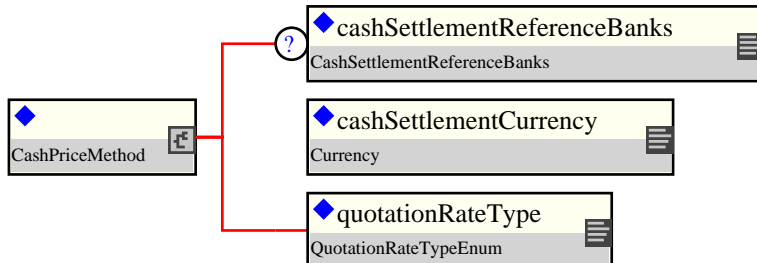 cashSettlementReferenceBanks
?
CashSettlementReferenceBanks
cashSettlementCurrency
CashPriceMethod
Currency
quotationRateType
QuotationRateTypeEnum